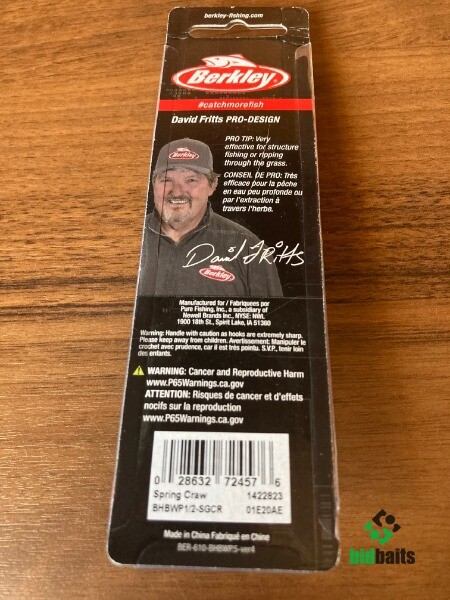 berkley-fishing.com
Berkley
#catchmorefish
David Fritts PRO-DESIGN
PRO TIP: Very
effective for structure
fishing or ripping
through the grass.
CONSEIL DE PRO: Très
efficace pour la pêche
en eau peu profonde ou
par l'extraction à
travers l'herbe.
Berkley
David Fritts
Berkley
Manufactured for / Fabriquées por
Pure Fishing, Inc., a subsidiary of
Newell Brands Inc., NYSE: NWL
1900 18th St., Spirit Lake, IA 51360
Warning: Handle with caution as hooks are extremely sharp.
Please keep away from children. Avertissement: Manipuler le
crochet avec prudence, car il est très pointu. S.V.P., tenir loin
des enfants.
WARNING: Cancer and Reproductive Harm
www.P65Warnings.ca.gov
ATTENTION: Risques de cancer et d'effets
nocifs sur la reproduction
www.P65Warnings.ca.gov
0 28632 72457 6
Spring Craw 1422823
BHBWP1/2-SGCR 01E20AE
Made in China Fabriqué en Chine
BER-610-BHBWP.5-ver4
bidbaits